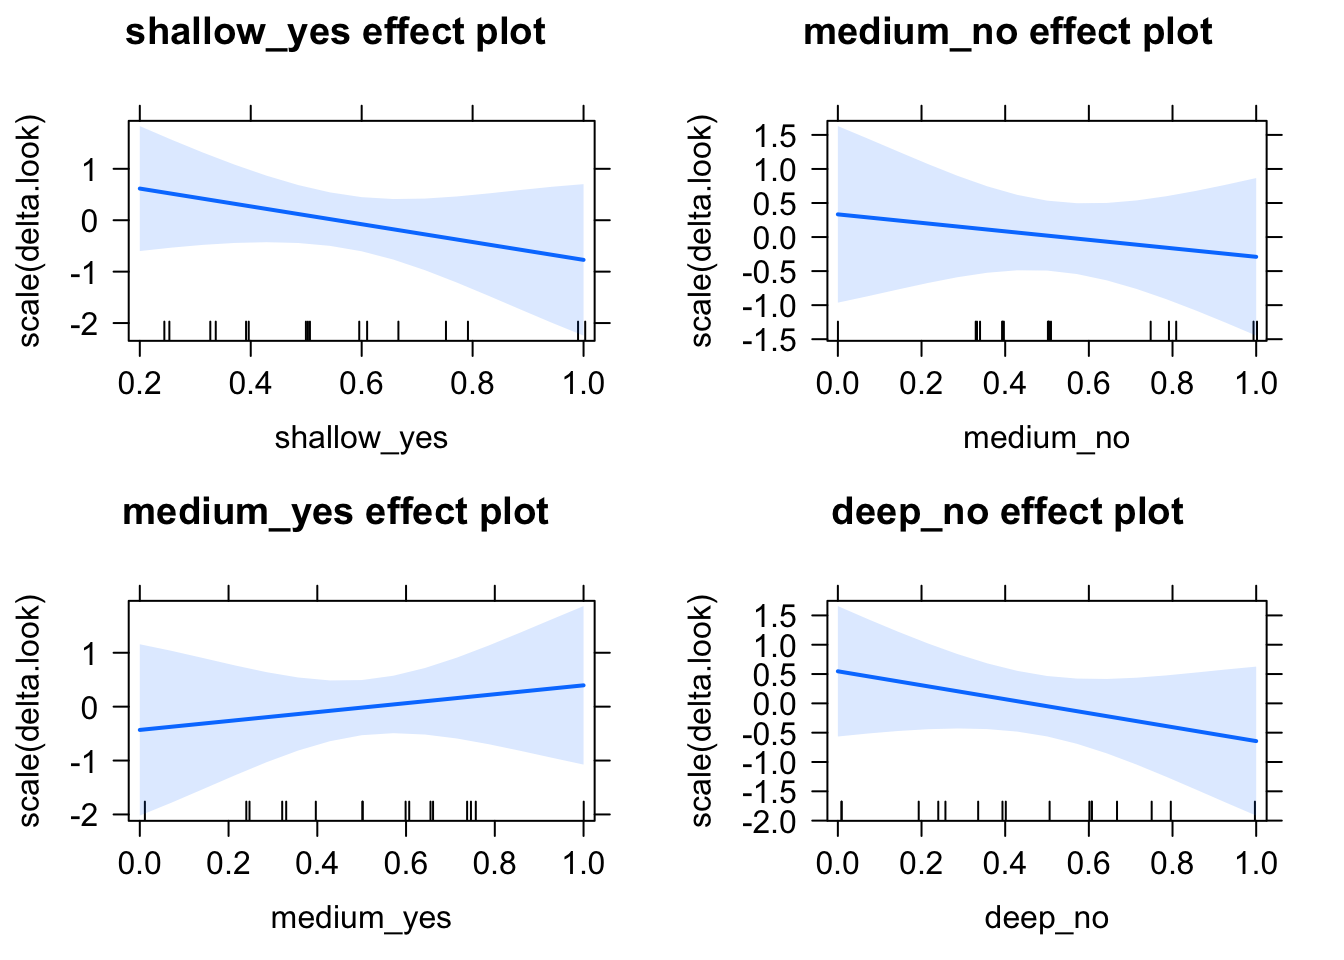 shallow_yes effect plot
scale(delta.look)
1
0
-1
-2
0.2 0.4 0.6 0.8 1.0
shallow_yes
medium_no effect plot
scale(delta.look)
1.5
1.0
0.5
0.0
-0.5
-1.0
-1.5
0.0 0.2 0.4 0.6 0.8 1.0
medium_no
medium_yes effect plot
scale(delta.look)
1
0
-1
-2
0.0 0.2 0.4 0.6 0.8 1.0
medium_yes
deep_no effect plot
scale(delta.look)
1.5
1.0
0.5
0.0
-0.5
-1.0
-1.5
-2.0
0.0 0.2 0.4 0.6 0.8 1.0
deep_no